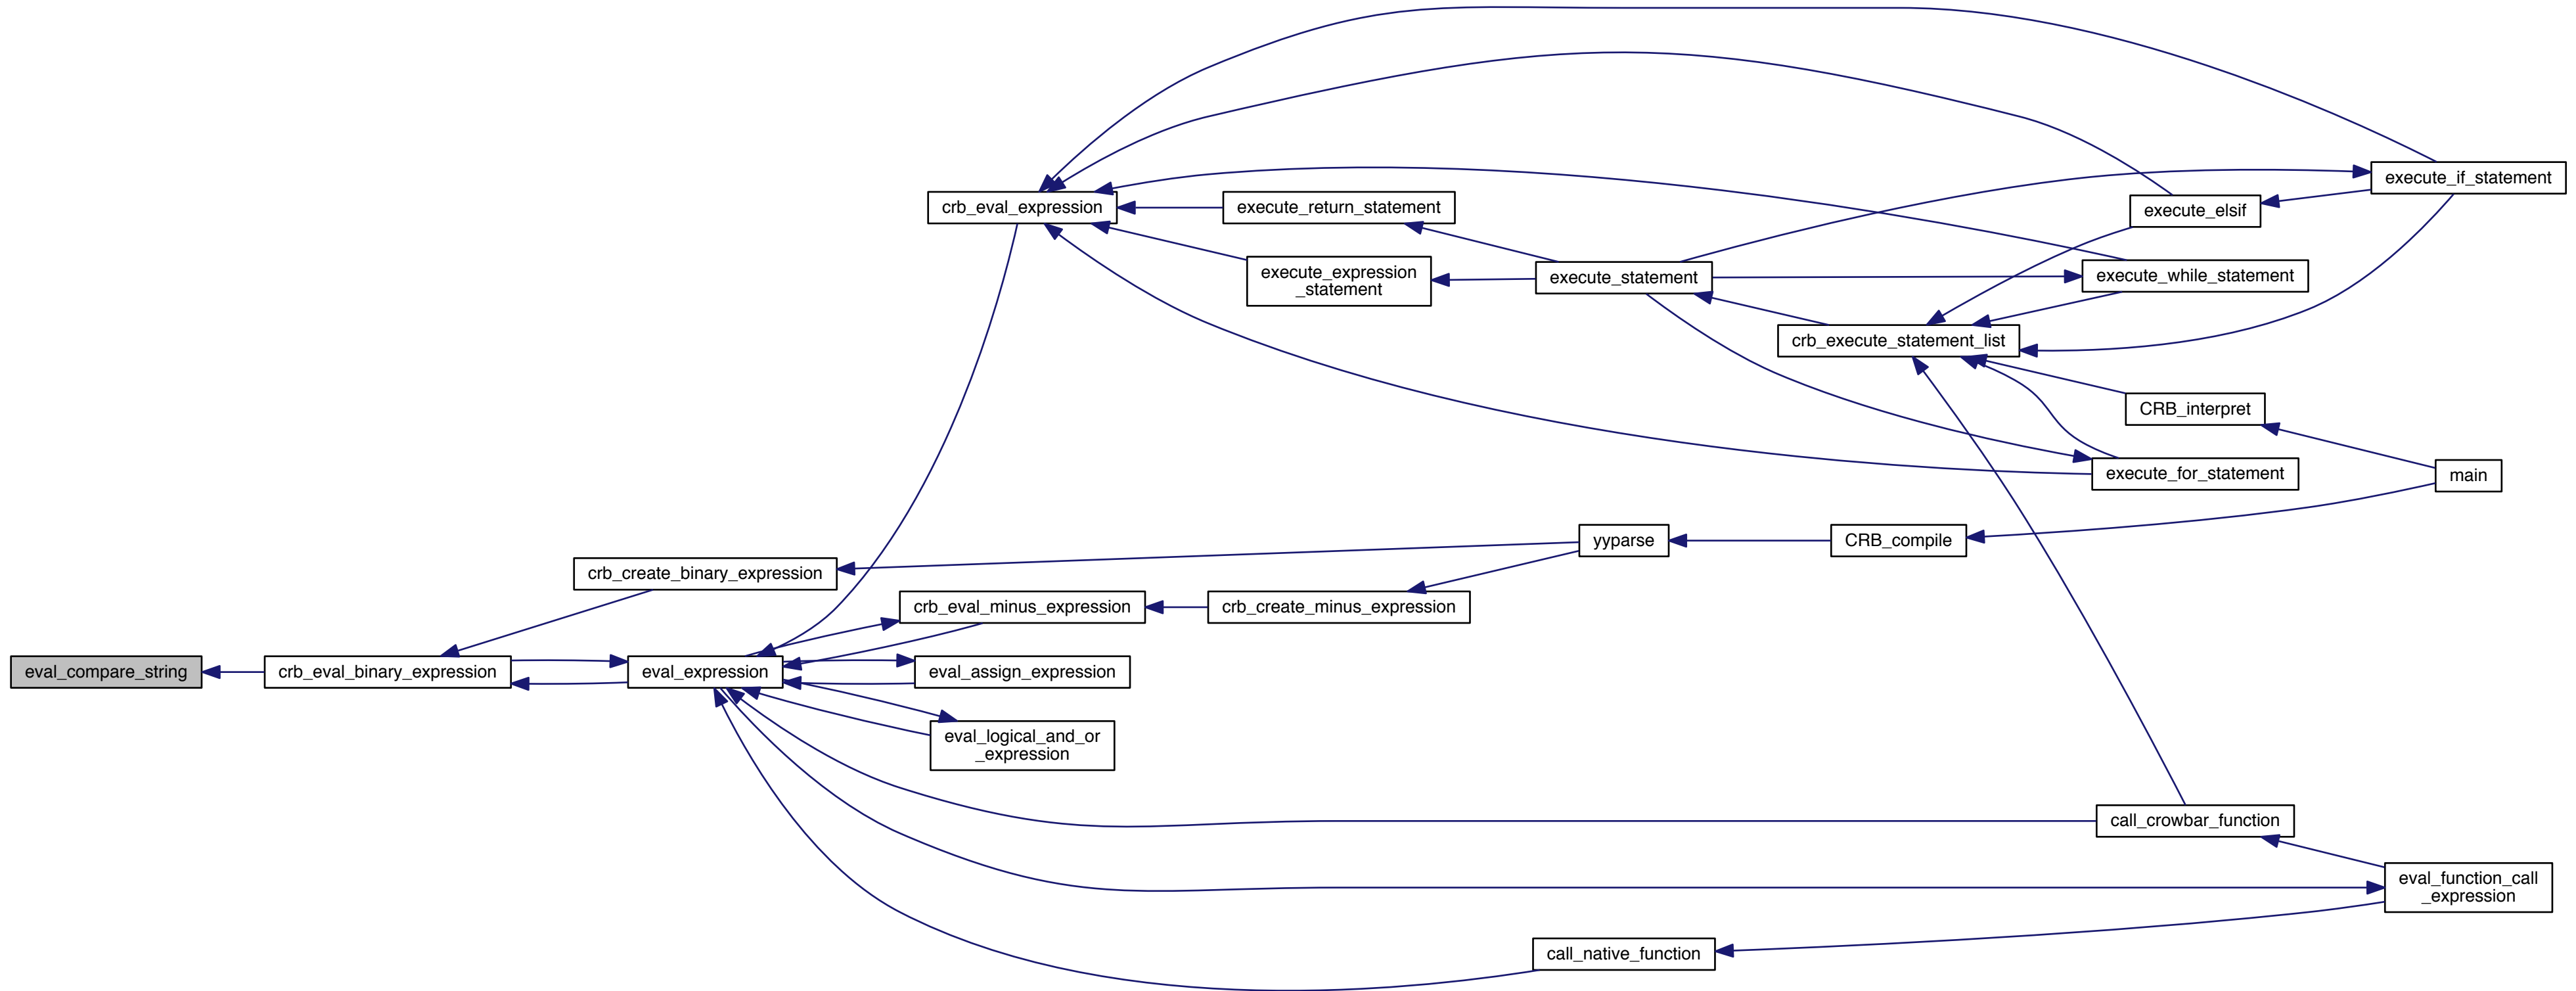 execute_if_statement
crb_eval_expression
execute_return_statement
execute_elsif
execute_expression
_statement
execute_statement
execute_while_statement
crb_execute_statement_list
CRB_interpret
execute_for_statement
main
yyparse
CRB_compile
crb_create_binary_expression
crb_eval_minus_expression
crb_create_minus_expression
eval_compare_string
crb_eval_binary_expression
eval_expression
eval_assign_expression
eval_logical_and_or
_expression
call_crowbar_function
eval_function_call
_expression
call_native_function